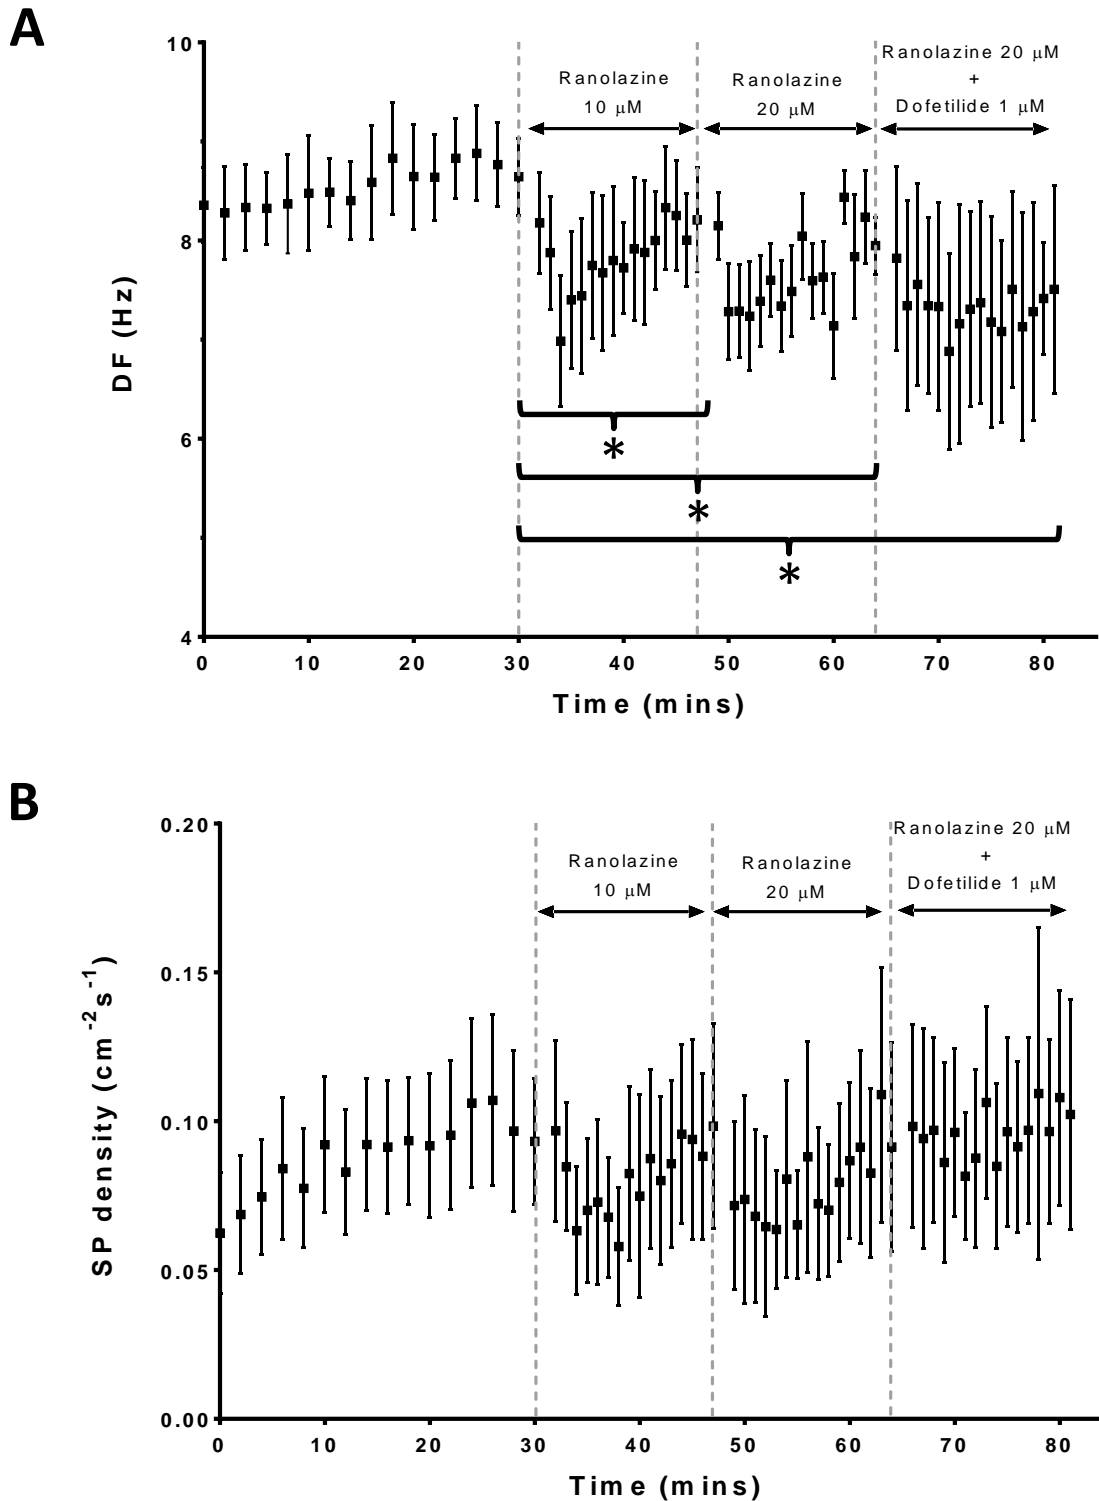 A
10
8
6
4
DF (Hz)
Ranolazine
10 μM
Ranolazine
20 μM
Ranolazine 20 μM
+
Dofetilide 1 μM
*
*
*
0 10 20 30 40 50 60 70 80
Time (mins)
B
0.20
0.15
0.10
0.05
0.00
SP density (cm⁻²s⁻¹)
Ranolazine
10 μM
Ranolazine
20 μM
Ranolazine 20 μM
+
Dofetilide 1 μM
0 10 20 30 40 50 60 70 80
Time (mins)